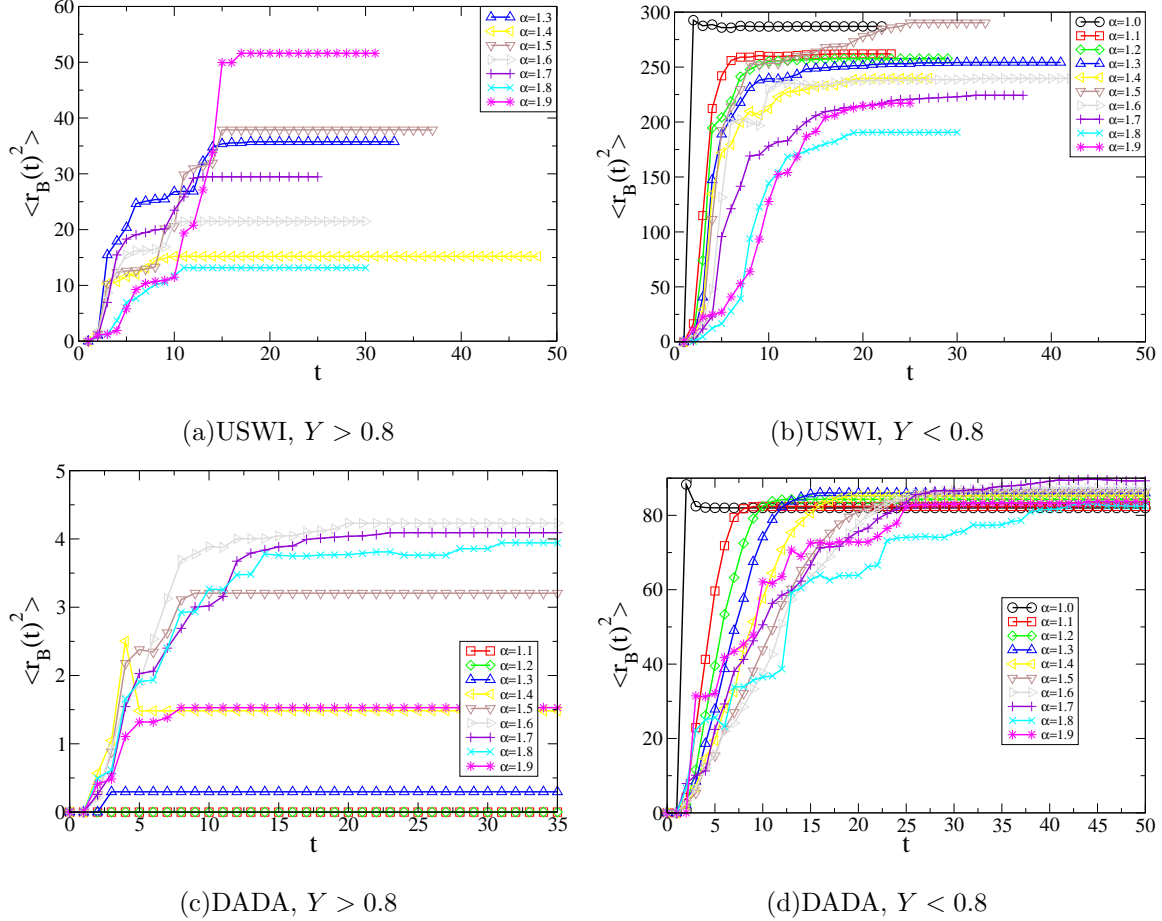 60
50
40
30
20
10
0
0 10 20 30 40 50
<r_B(t)^2>
t
α=1.3
α=1.4
α=1.5
α=1.6
α=1.7
α=1.8
α=1.9
(a)USWI, Y > 0.8
300
250
200
150
100
50
0
0 10 20 30 40 50
<r_B(t)^2>
t
α=1.0
α=1.1
α=1.2
α=1.3
α=1.4
α=1.5
α=1.6
α=1.7
α=1.8
α=1.9
(b)USWI, Y < 0.8
5
4
3
2
1
0
0 5 10 15 20 25 30 35
<r_B(t)^2>
t
α=1.1
α=1.2
α=1.3
α=1.4
α=1.5
α=1.6
α=1.7
α=1.8
α=1.9
(c)DADA, Y > 0.8
80
60
40
20
0
0 5 10 15 20 25 30 35 40 45 50
<r_B(t)^2>
t
α=1.0
α=1.1
α=1.2
α=1.3
α=1.4
α=1.5
α=1.6
α=1.7
α=1.8
α=1.9
(d)DADA, Y < 0.8